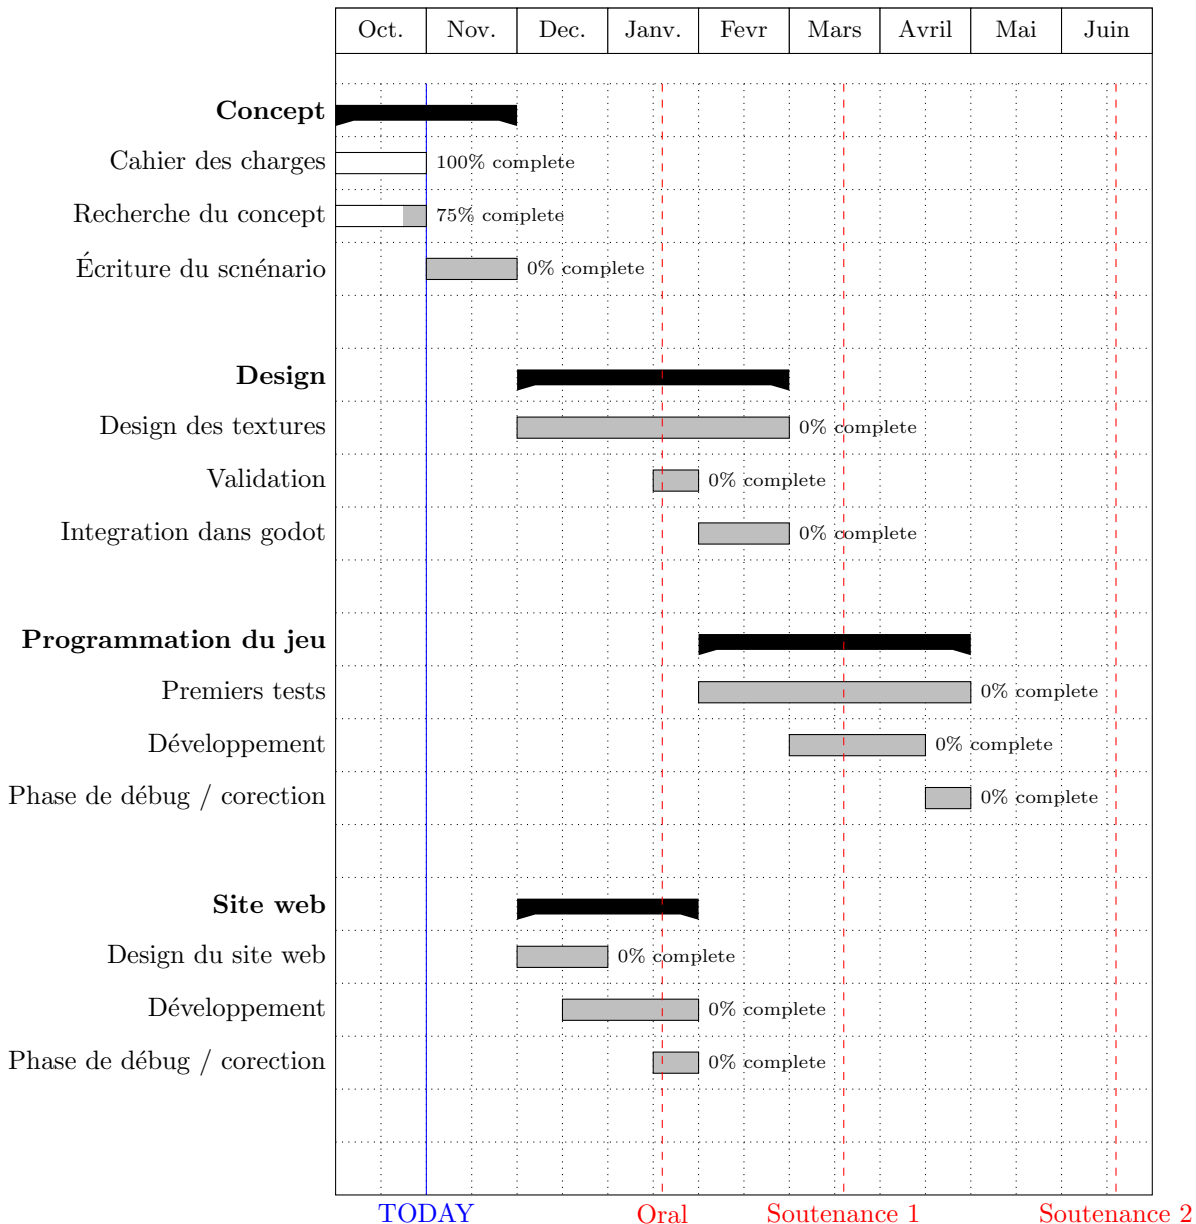 Oct. Nov. Dec. Janv. Fevr Mars Avril Mai Juin
Concept
Cahier des charges 100% complete
Recherche du concept 75% complete
Écriture du scnénario 0% complete
Design
Design des textures 0% complete
Validation 0% complete
Integration dans godot 0% complete
Programmation du jeu
Premiers tests 0% complete
Développement 0% complete
Phase de débug / corection 0% complete
Site web
Design du site web 0% complete
Développement 0% complete
Phase de débug / corection 0% complete
TODAY Oral Soutenance 1 Soutenance 2